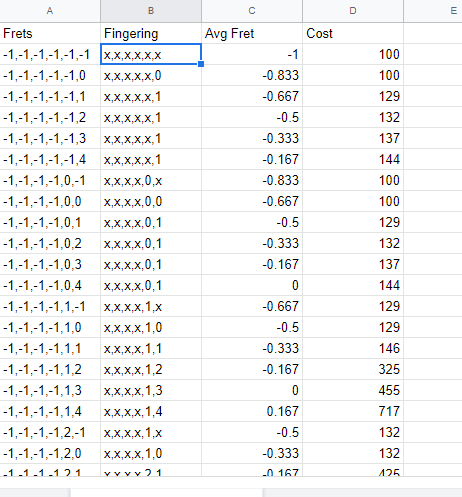 A B C D E
Frets Fingering Avg Fret Cost
-1,-1,-1,-1,-1,-1 x,x,x,x,x,x -1 100
-1,-1,-1,-1,-1,0 x,x,x,x,x,0 -0.833 100
-1,-1,-1,-1,-1,1 x,x,x,x,x,1 -0.667 129
-1,-1,-1,-1,-1,2 x,x,x,x,x,1 -0.5 132
-1,-1,-1,-1,-1,3 x,x,x,x,x,1 -0.333 137
-1,-1,-1,-1,-1,4 x,x,x,x,x,1 -0.167 144
-1,-1,-1,-1,0,-1 x,x,x,x,0,x -0.833 100
-1,-1,-1,-1,0,0 x,x,x,x,0,0 -0.667 100
-1,-1,-1,-1,0,1 x,x,x,x,0,1 -0.5 129
-1,-1,-1,-1,0,2 x,x,x,x,0,1 -0.333 132
-1,-1,-1,-1,0,3 x,x,x,x,0,1 -0.167 137
-1,-1,-1,-1,0,4 x,x,x,x,0,1 0 144
-1,-1,-1,-1,1,-1 x,x,x,x,1,x -0.667 129
-1,-1,-1,-1,1,0 x,x,x,x,1,0 -0.5 129
-1,-1,-1,-1,1,1 x,x,x,x,1,1 -0.333 146
-1,-1,-1,-1,1,2 x,x,x,x,1,2 -0.167 325
-1,-1,-1,-1,1,3 x,x,x,x,1,3 0 455
-1,-1,-1,-1,1,4 x,x,x,x,1,4 0.167 717
-1,-1,-1,-1,2,-1 x,x,x,x,1,x -0.5 132
-1,-1,-1,-1,2,0 x,x,x,x,1,0 -0.333 132
-1,-1,-1,-1,2,1 x,x,x,x,2,1 -0.167 425